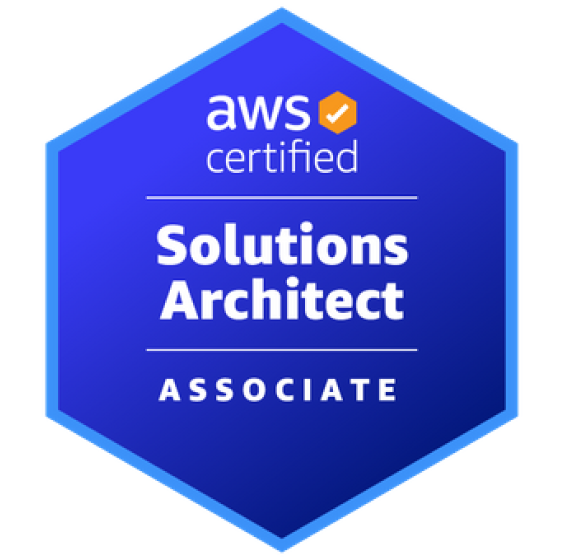 aws
certified
Solutions
Architect
ASSOCIATE